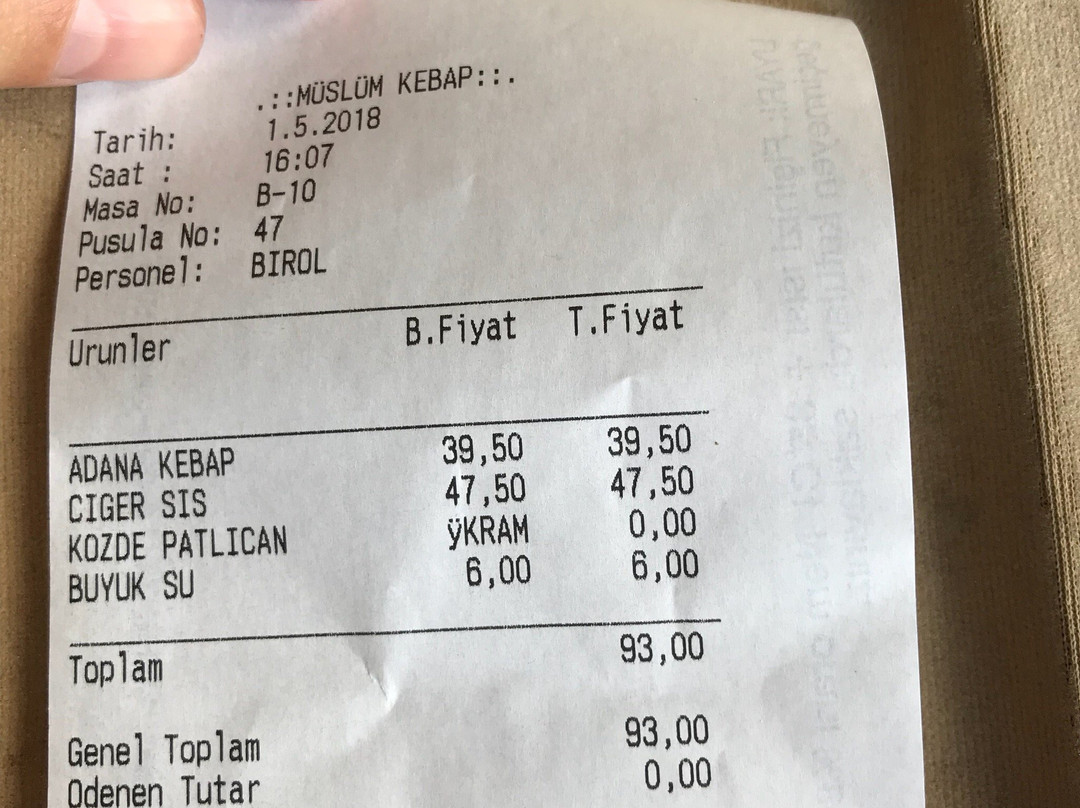 .::MÜSLÜM KEBAP::.
Tarih: 1.5.2018
Saat : 16:07
Masa No: B-10
Pusula No: 47
Personel: BIROL
Urunler B.Fiyat T.Fiyat
ADANA KEBAP 39,50 39,50
CIGER SIS 47,50 47,50
KOZDE PATLICAN ÿKRAM 0,00
BUYUK SU 6,00 6,00
Toplam 93,00
Genel Toplam 93,00
Odenen Tutar 0,00